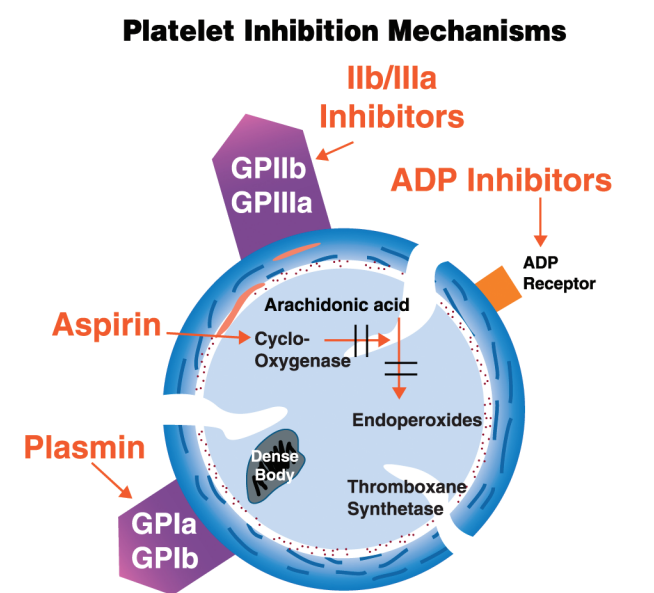 Platelet Inhibition Mechanisms
IIb/IIIa
Inhibitors
GPIIb
GPIIIa
ADP Inhibitors
ADP
Receptor
Arachidonic acid
Aspirin
Cyclo-
Oxygenase
Endoperoxides
Plasmin
Dense
Body
Thromboxane
Synthetase
GPIa
GPIb